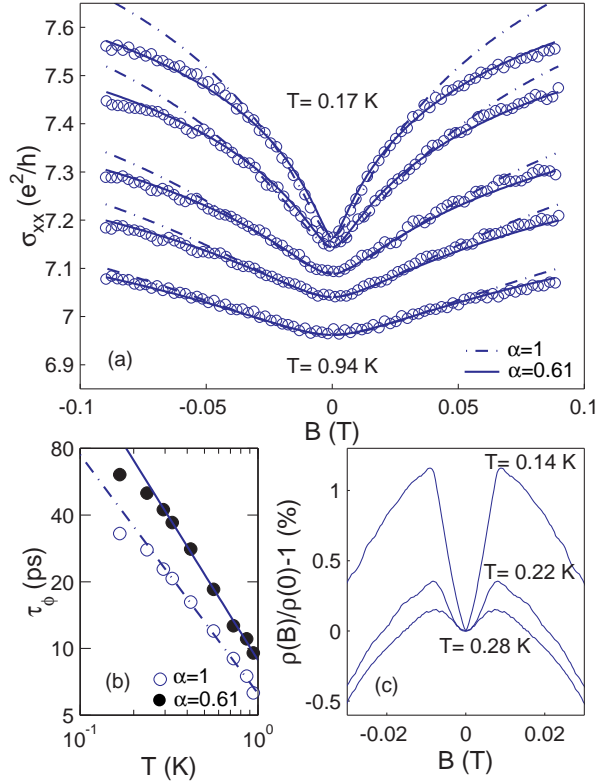 7.6
7.5
7.4
7.3
7.2
7.1
7
6.9
σxx (e²/h)
T= 0.17 K
(a)
T= 0.94 K
α=1
α=0.61
-0.1
-0.05
0
0.05
0.1
B (T)
80
40
20
10
5
τϕ (ps)
(b)
α=1
α=0.61
10⁻¹
10⁰
T (K)
1
0.5
0
-0.5
ρ(B)/ρ(0)-1 (%)
T= 0.14 K
T= 0.22 K
T= 0.28 K
(c)
-0.02
0
0.02
B (T)